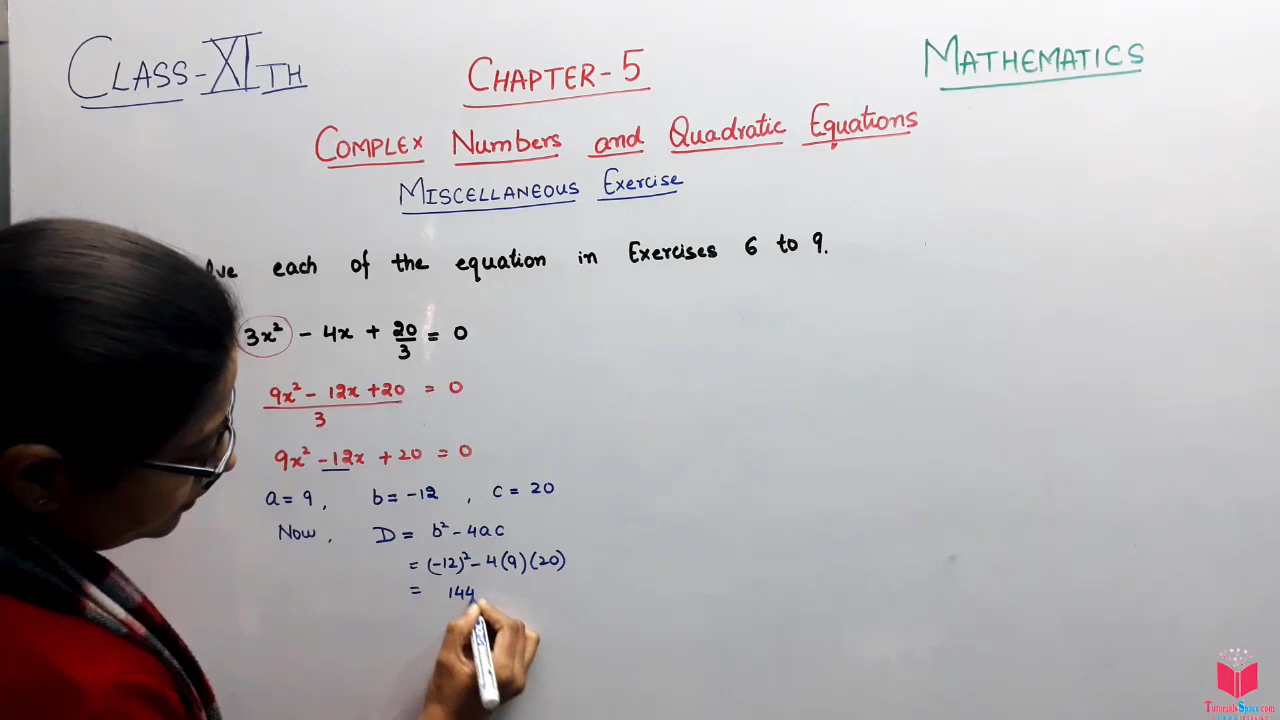 CLASS-XITH
CHAPTER-5
MATHEMATICS
COMPLEX Numbers and Quadratic Equations
MISCELLANEOUS Exercise
each of the equation in Exercises 6 to 9.
3x² - 4x + 20/3 = 0
9x² - 12x + 20 / 3 = 0
9x² - 12x + 20 = 0
a = 9, b = -12, c = 20
Now, D = b² - 4ac
= (-12)² - 4(9)(20)
= 144
TutorialsSpace.com